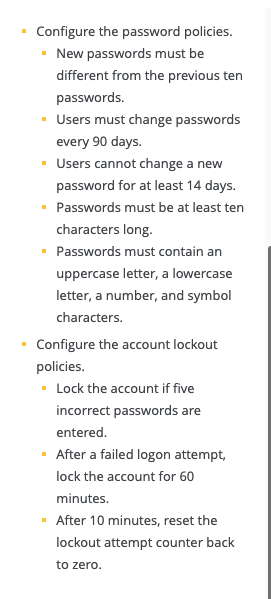 Configure the password policies.
New passwords must be
different from the previous ten
passwords.
Users must change passwords
every 90 days.
Users cannot change a new
password for at least 14 days.
Passwords must be at least ten
characters long.
Passwords must contain an
uppercase letter, a lowercase
letter, a number, and symbol
characters.
Configure the account lockout
policies.
Lock the account if five
incorrect passwords are
entered.
After a failed logon attempt,
lock the account for 60
minutes.
After 10 minutes, reset the
lockout attempt counter back
to zero.